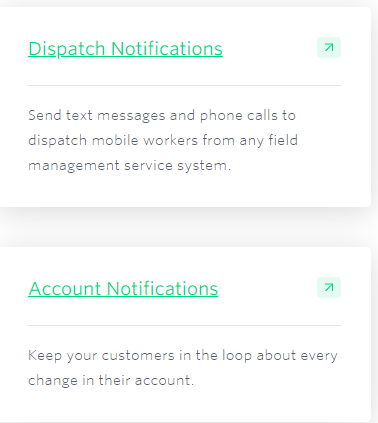 Dispatch Notifications
Send text messages and phone calls to
dispatch mobile workers from any field
management service system.
Account Notifications
Keep your customers in the loop about every
change in their account.